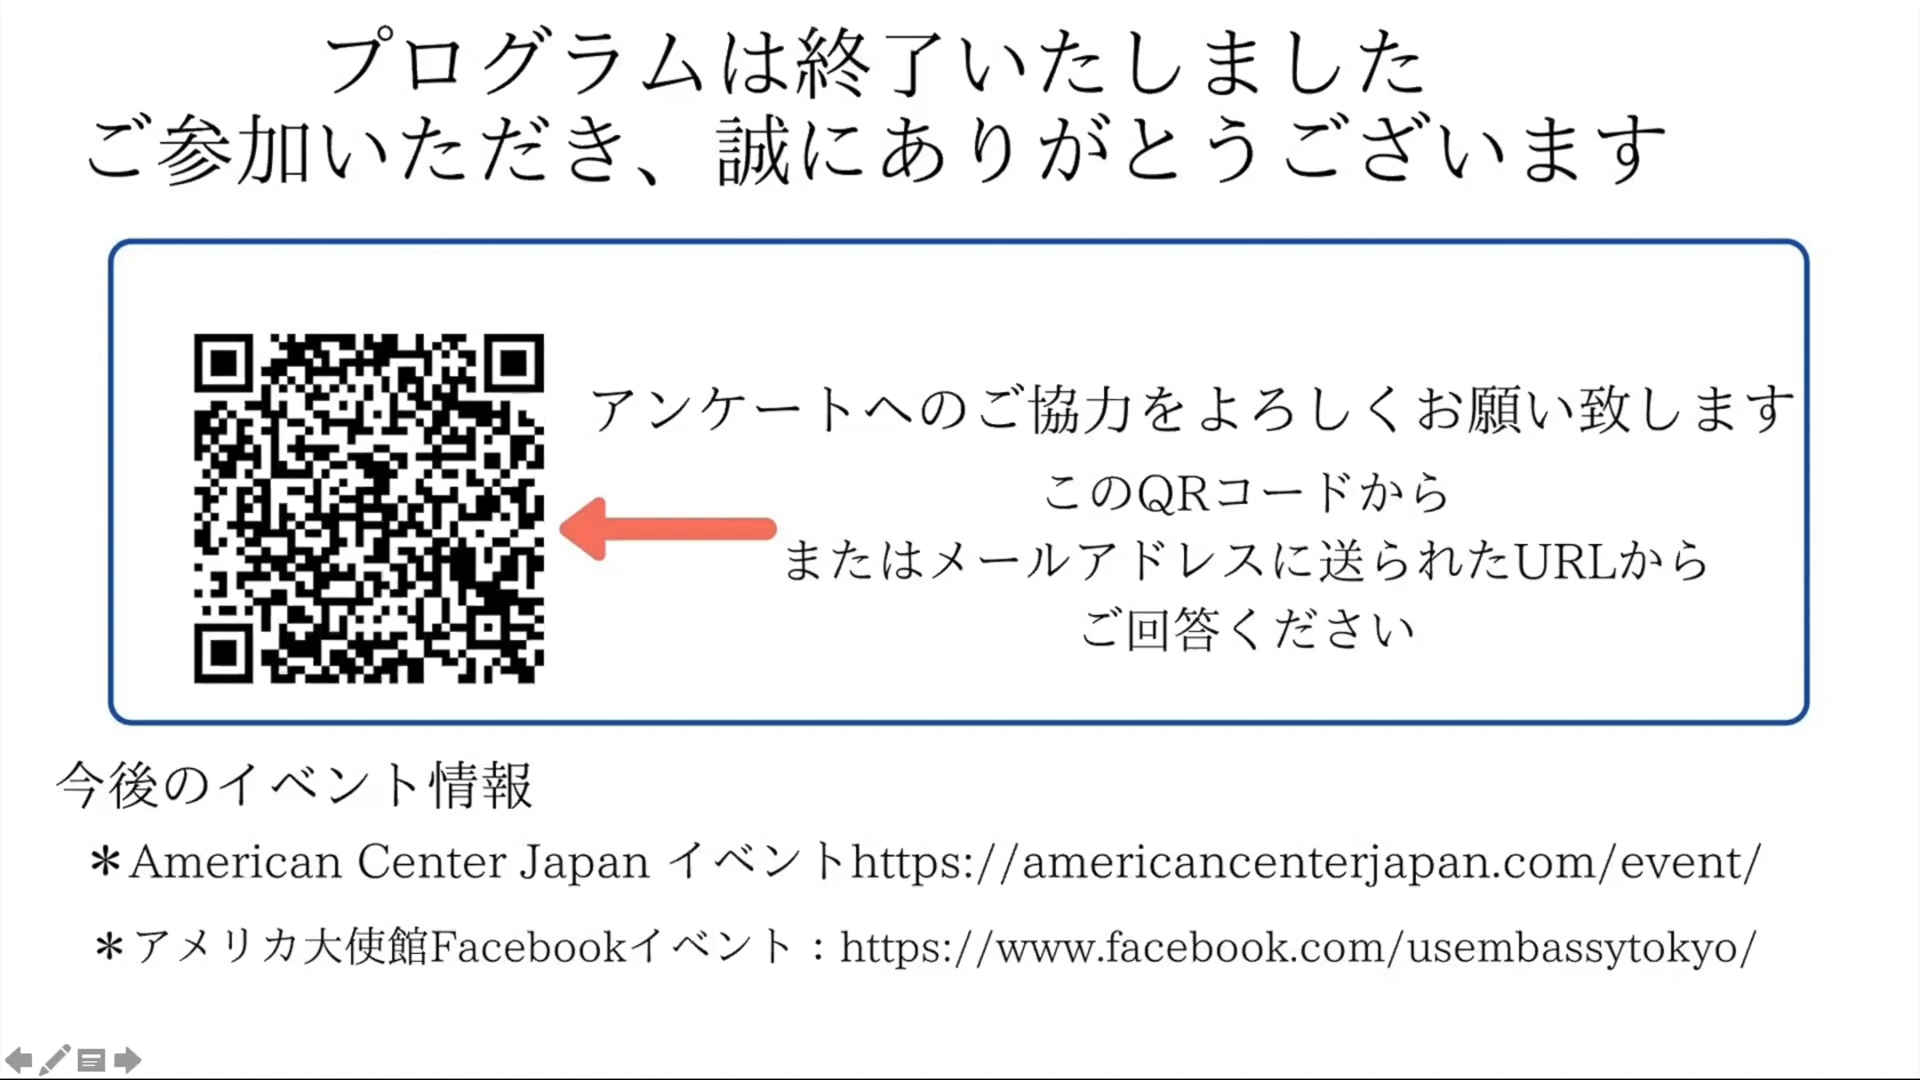 プログラムは終了いたしました
ご参加いただき、誠にありがとうございます
アンケートへのご協力をよろしくお願い致します
このQRコードから
またはメールアドレスに送られたURLから
ご回答ください
今後のイベント情報
＊American Center Japan イベントhttps://americancenterjapan.com/event/
＊アメリカ大使館Facebookイベント：https://www.facebook.com/usembassytokyo/